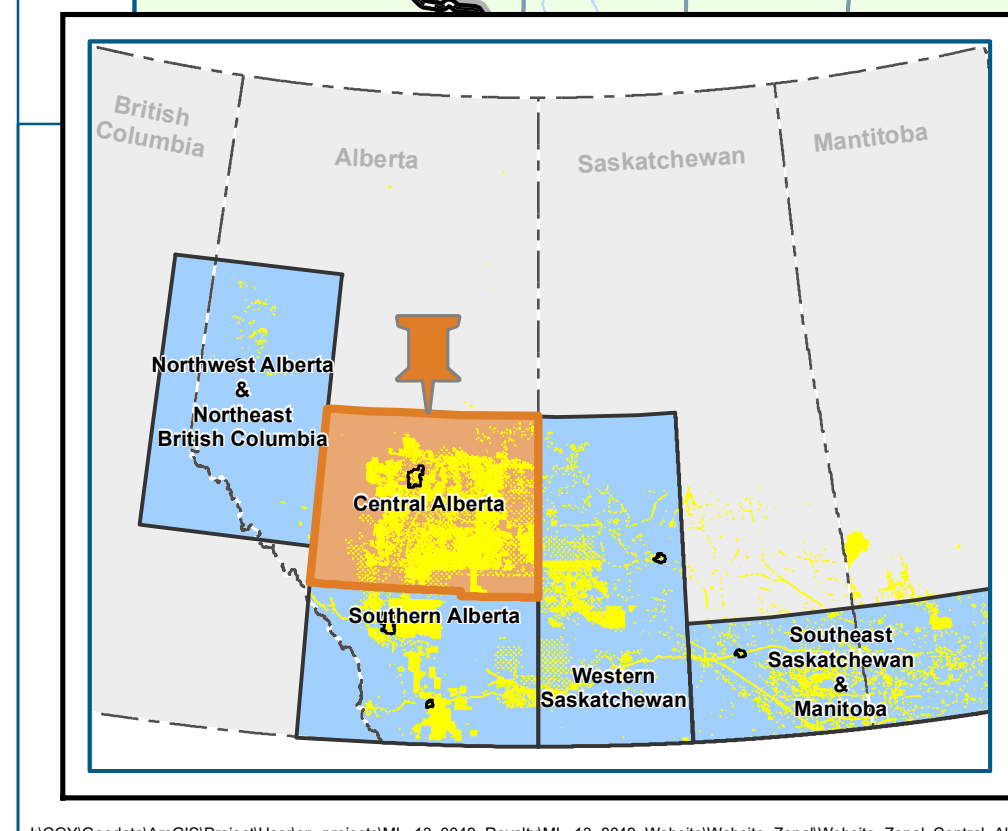 British
Columbia
Alberta
Saskatchewan
Mantitoba
Northwest Alberta
&
Northeast
British Columbia
Central Alberta
Southern Alberta
Western
Saskatchewan
Southeast
Saskatchewan
&
Manitoba